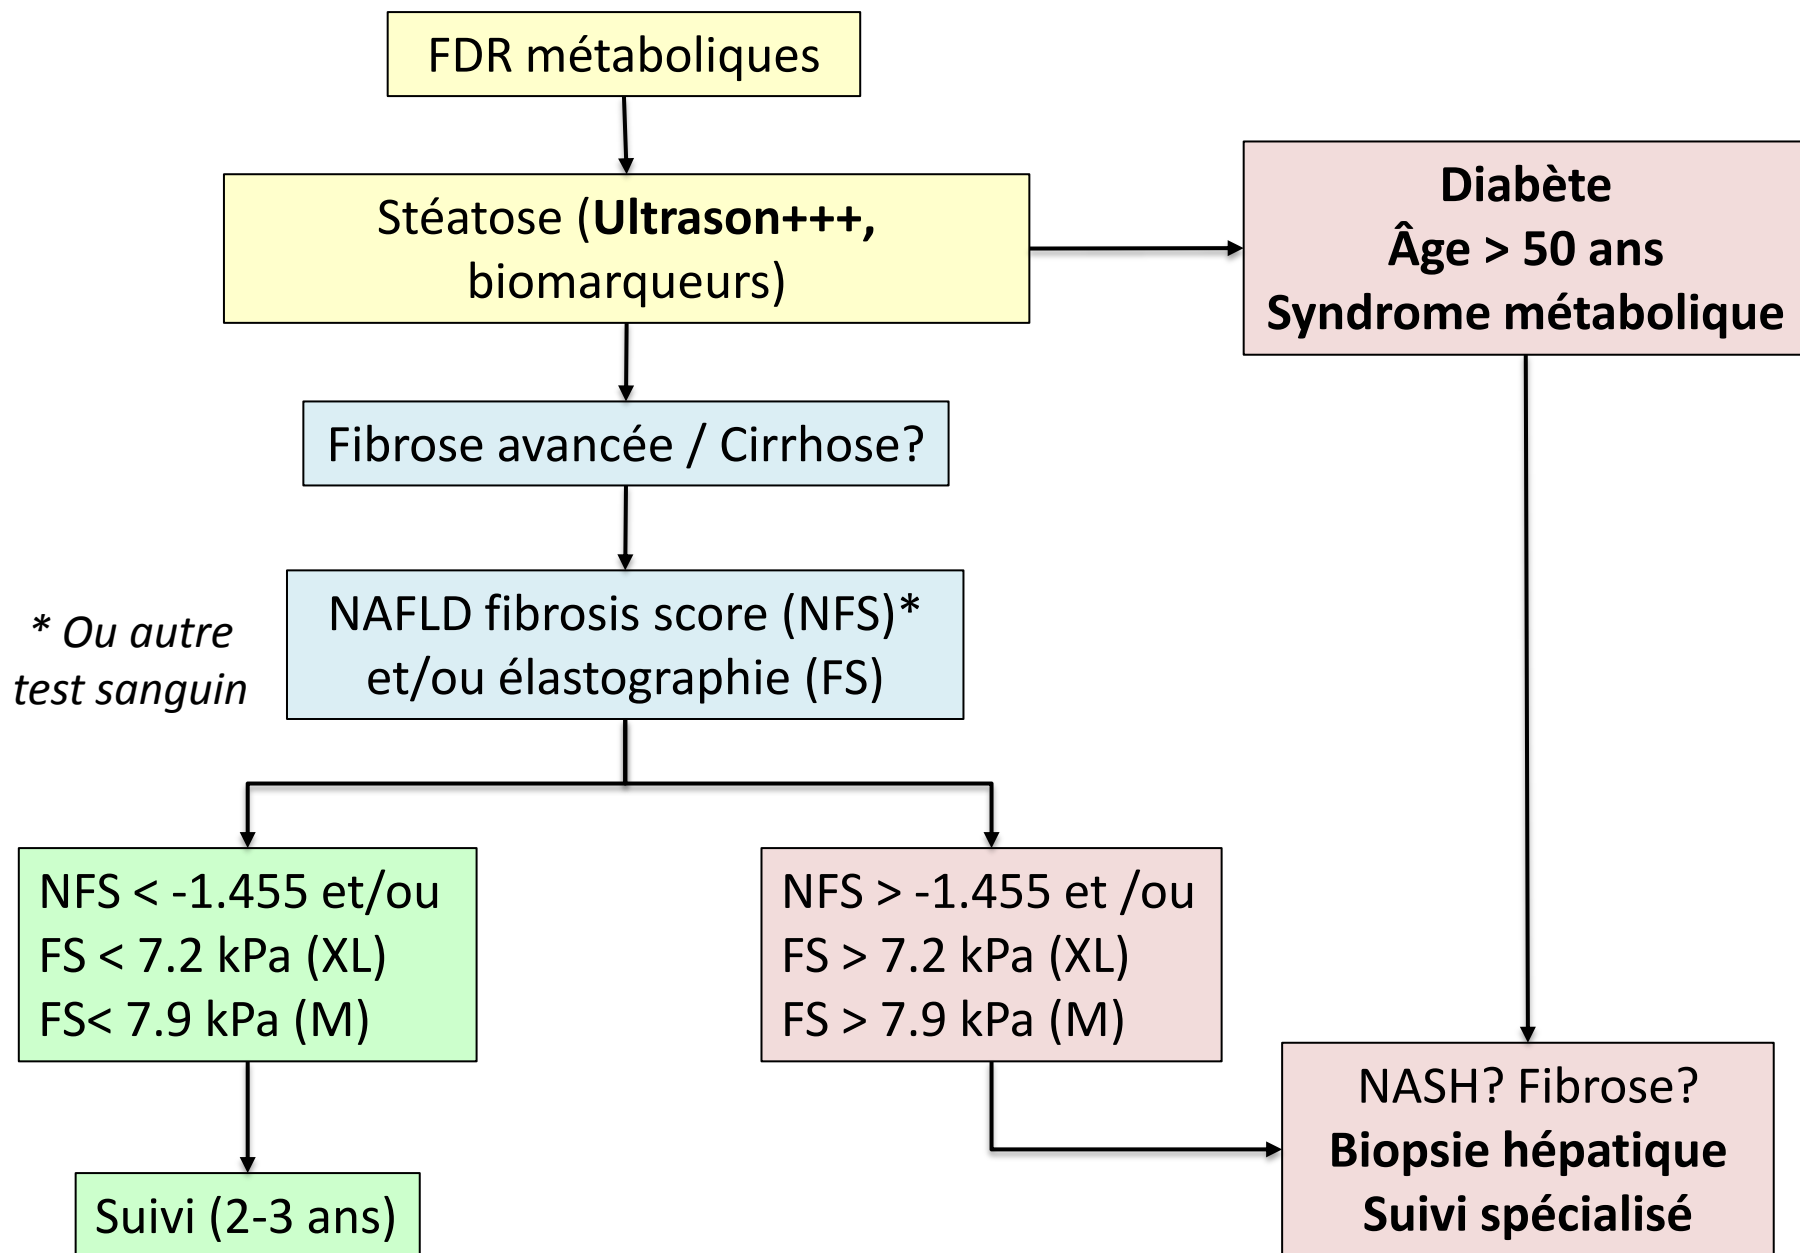 FDR métaboliques
Stéatose (Ultrason+++,
biomarqueurs)
Diabète
Âge > 50 ans
Syndrome métabolique
Fibrose avancée / Cirrhose?
NAFLD fibrosis score (NFS)*
et/ou élastographie (FS)
* Ou autre
test sanguin
NFS < -1.455 et/ou
FS < 7.2 kPa (XL)
FS< 7.9 kPa (M)
NFS > -1.455 et /ou
FS > 7.2 kPa (XL)
FS > 7.9 kPa (M)
Suivi (2-3 ans)
NASH? Fibrose?
Biopsie hépatique
Suivi spécialisé